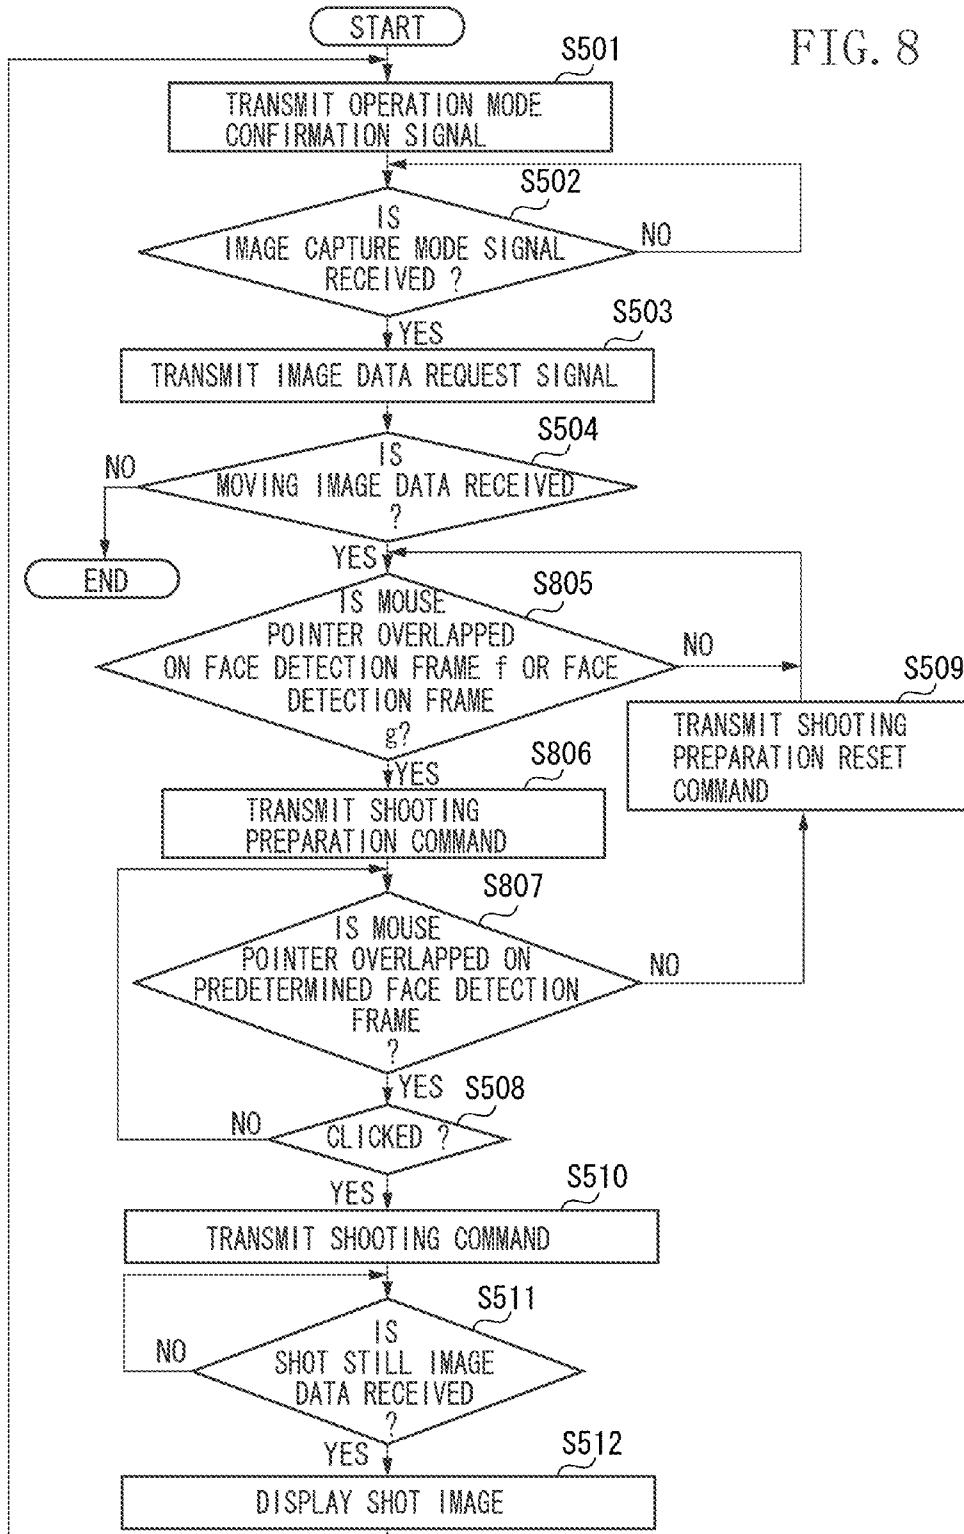 FIG. 8
START
S501
TRANSMIT OPERATION MODE
CONFIRMATION SIGNAL
S502
IS
IMAGE CAPTURE MODE SIGNAL
RECEIVED ?
NO
YES
S503
TRANSMIT IMAGE DATA REQUEST SIGNAL
S504
IS
MOVING IMAGE DATA RECEIVED
?
NO
END
YES
S805
IS MOUSE
POINTER OVERLAPPED
ON FACE DETECTION FRAME f OR FACE
DETECTION FRAME
g?
NO
S509
TRANSMIT SHOOTING
PREPARATION RESET
COMMAND
YES
S806
TRANSMIT SHOOTING
PREPARATION COMMAND
S807
IS MOUSE
POINTER OVERLAPPED ON
PREDETERMINED FACE DETECTION
FRAME
?
NO
YES
S508
CLICKED ?
NO
YES
S510
TRANSMIT SHOOTING COMMAND
S511
IS
SHOT STILL IMAGE
DATA RECEIVED
?
NO
YES
S512
DISPLAY SHOT IMAGE